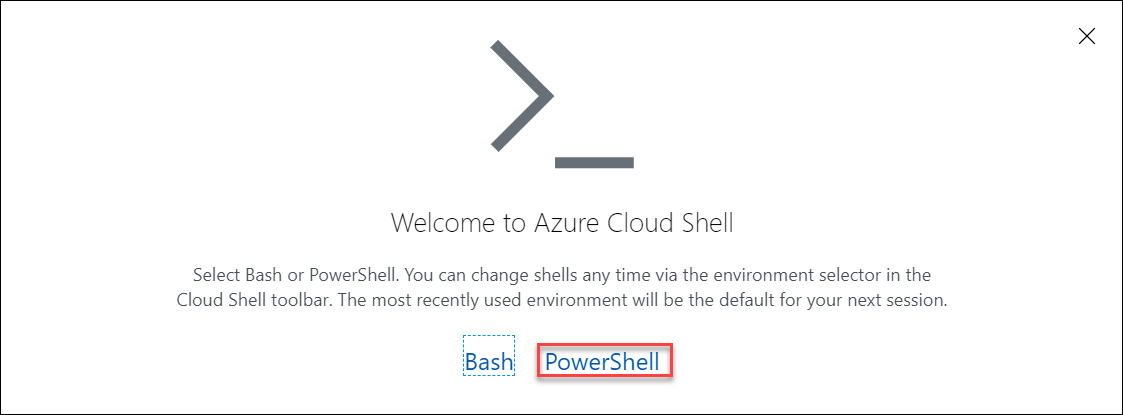 Welcome to Azure Cloud Shell
Select Bash or PowerShell. You can change shells any time via the environment selector in the
Cloud Shell toolbar. The most recently used environment will be the default for your next session.
Bash PowerShell